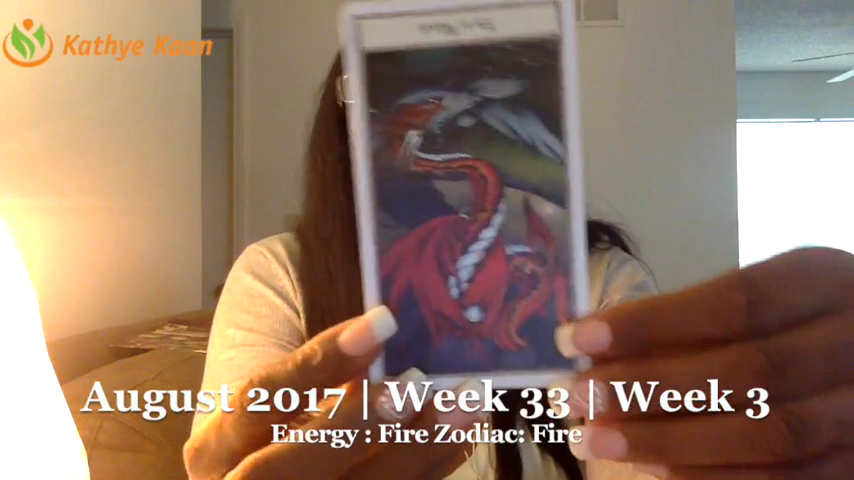 Kathye Kaan
August 2017 | Week 33 | Week 3
Energy : Fire Zodiac: Fire